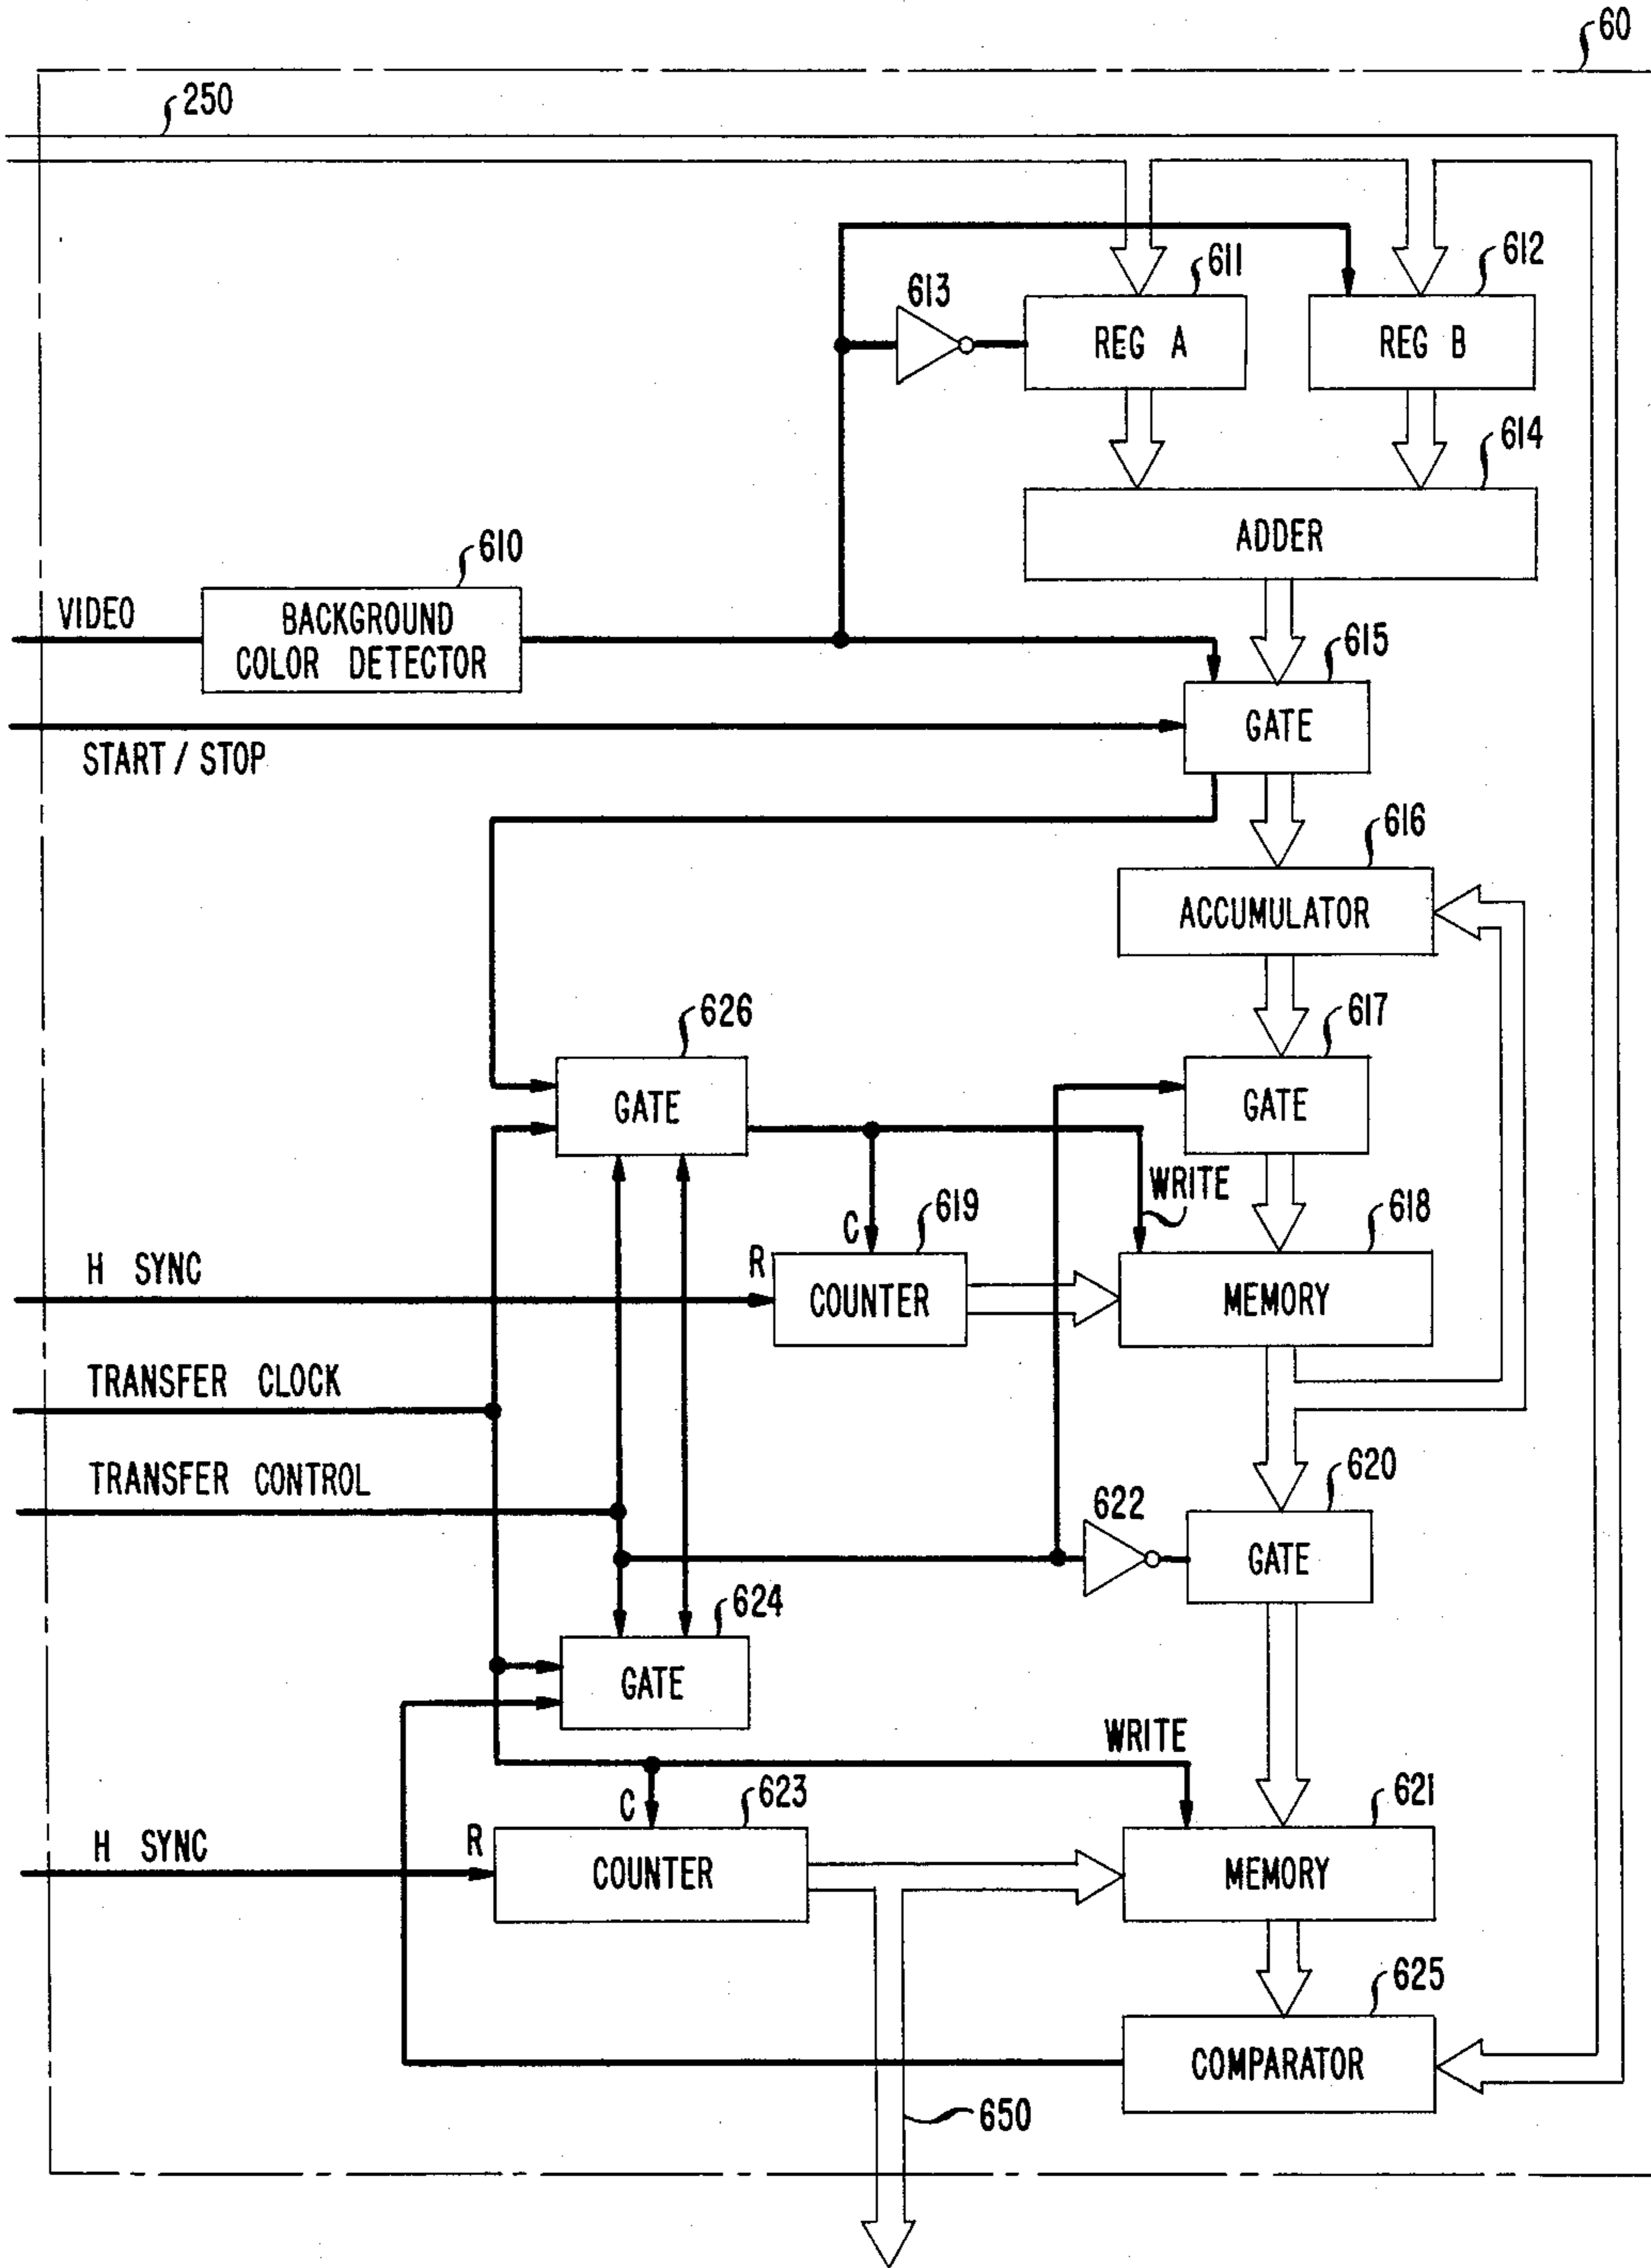 60
250
613
611
612
REG A
REG B
614
ADDER
610
VIDEO
BACKGROUND
COLOR DETECTOR
615
GATE
START / STOP
616
ACCUMULATOR
626
617
GATE
GATE
WRITE
C
619
618
H SYNC
R
COUNTER
MEMORY
TRANSFER CLOCK
TRANSFER CONTROL
620
622
GATE
624
GATE
WRITE
C
623
621
H SYNC
R
COUNTER
MEMORY
625
COMPARATOR
650